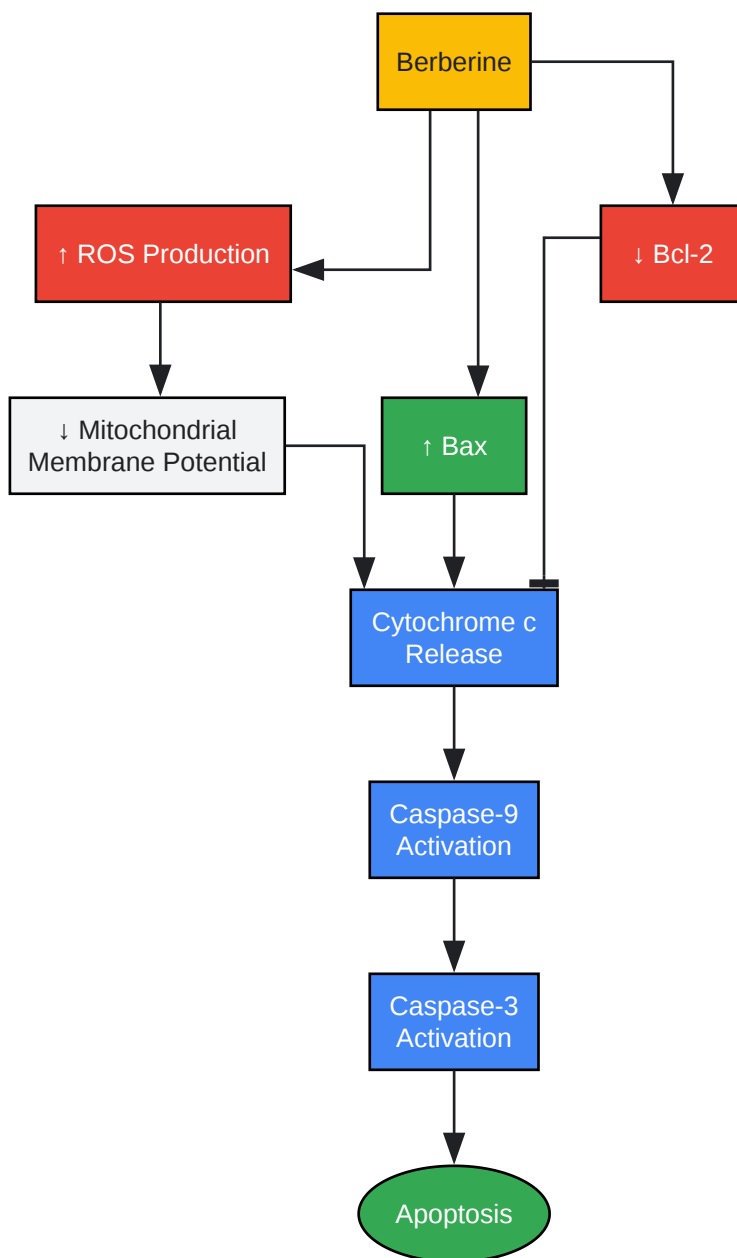 Berberine
↑ ROS Production
↓ Bcl-2
↓ Mitochondrial
Membrane Potential
↑ Bax
Cytochrome c
Release
Caspase-9
Activation
Caspase-3
Activation
Apoptosis